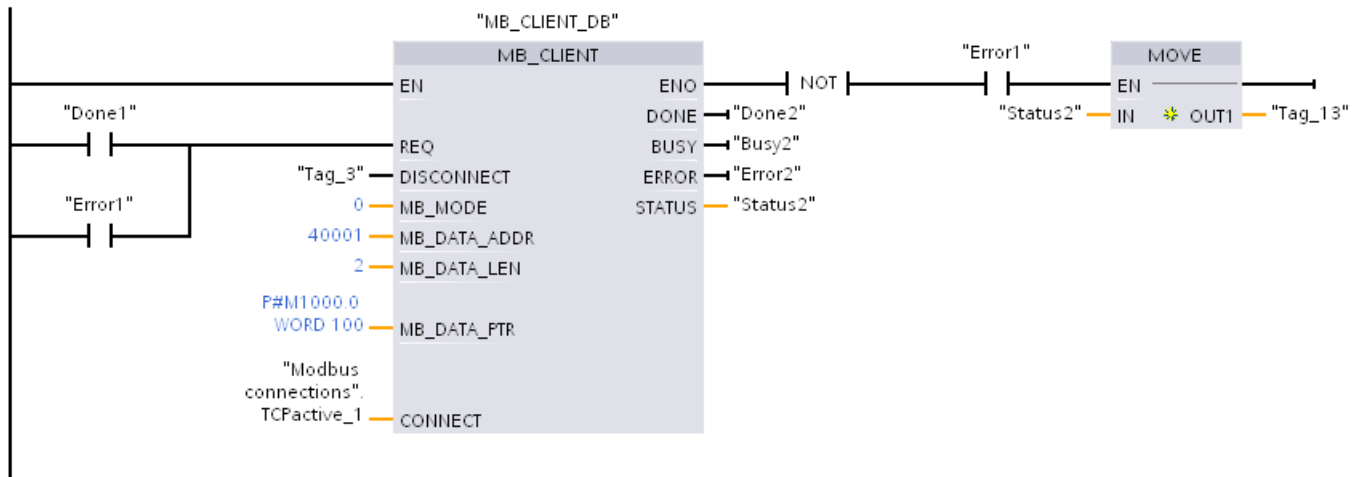 "MB_CLIENT_DB"
MB_CLIENT
"Error1"
MOVE
EN
ENO
NOT
EN
"Done1"
DONE
"Done2"
"Status2"
IN
OUT1
"Tag_13"
REQ
BUSY
"Busy2"
"Tag_3"
DISCONNECT
ERROR
"Error2"
"Error1"
0
MB_MODE
STATUS
"Status2"
40001
MB_DATA_ADDR
2
MB_DATA_LEN
P#M1000.0
WORD 100
MB_DATA_PTR
"Modbus
connections".
TCPactive_1
CONNECT